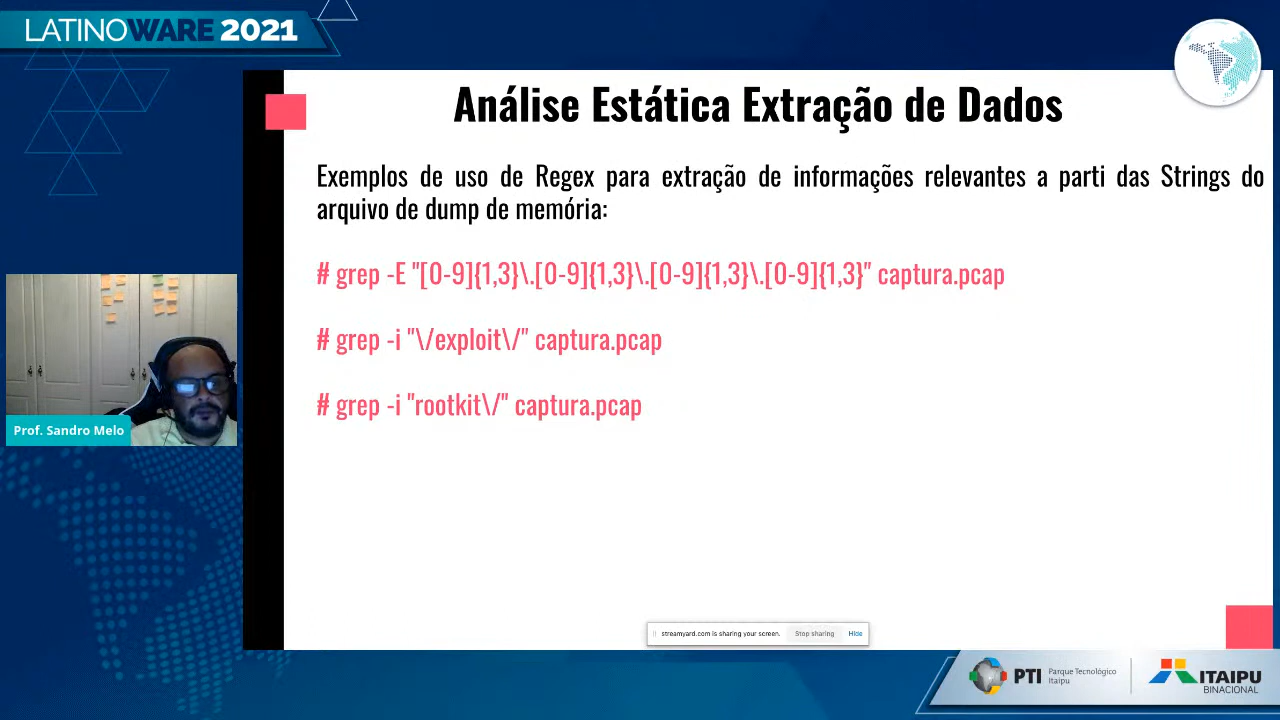 LATINOWARE 2021
Análise Estática Extração de Dados
Exemplos de uso de Regex para extração de informações relevantes a parti das Strings do
arquivo de dump de memória:
# grep -E "[0-9]{1,3}\.[0-9]{1,3}\.[0-9]{1,3}\.[0-9]{1,3}" captura.pcap
# grep -i "\/exploit\/" captura.pcap
# grep -i "rootkit\/" captura.pcap
Prof. Sandro Melo
streamyard.com is sharing your screen. Stop sharing Hide
PTI Parque Tecnológico
Itaipu
ITAIPU
BINACIONAL